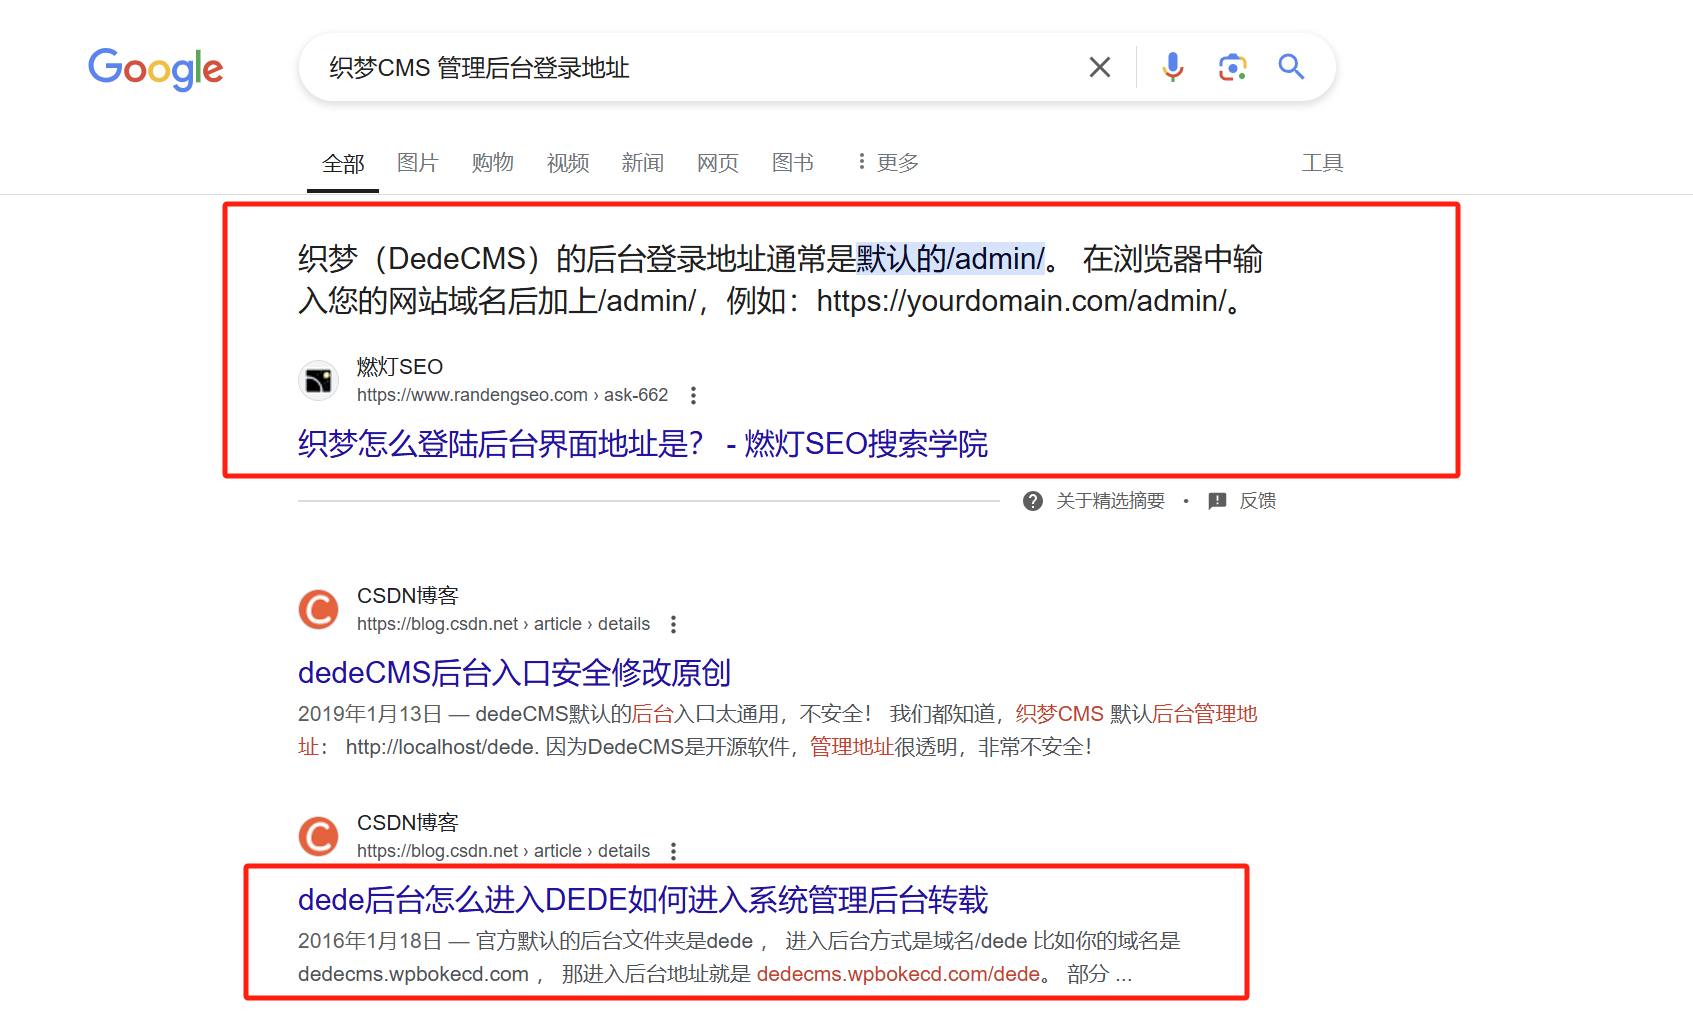 Google
织梦CMS 管理后台登录地址
全部 图片 购物 视频 新闻 网页 图书 更多 工具
织梦（DedeCMS）的后台登录地址通常是默认的/admin/。 在浏览器中输
入您的网站域名后加上/admin/，例如：https://yourdomain.com/admin/。
燃灯SEO
https://www.randengseo.com › ask-662
织梦怎么登陆后台界面地址是？ - 燃灯SEO搜索学院
关于精选摘要 • 反馈
CSDN博客
https://blog.csdn.net › article › details
dedeCMS后台入口安全修改原创
2019年1月13日 — dedeCMS默认的后台入口太通用，不安全！ 我们都知道，织梦CMS 默认后台管理地
址： http://localhost/dede. 因为DedeCMS是开源软件，管理地址很透明，非常不安全！
CSDN博客
https://blog.csdn.net › article › details
dede后台怎么进入DEDE如何进入系统管理后台转载
2016年1月18日 — 官方默认的后台文件夹是dede ， 进入后台方式是域名/dede 比如你的域名是
dedecms.wpbokecd.com ， 那进入后台地址就是 dedecms.wpbokecd.com/dede。 部分 ...